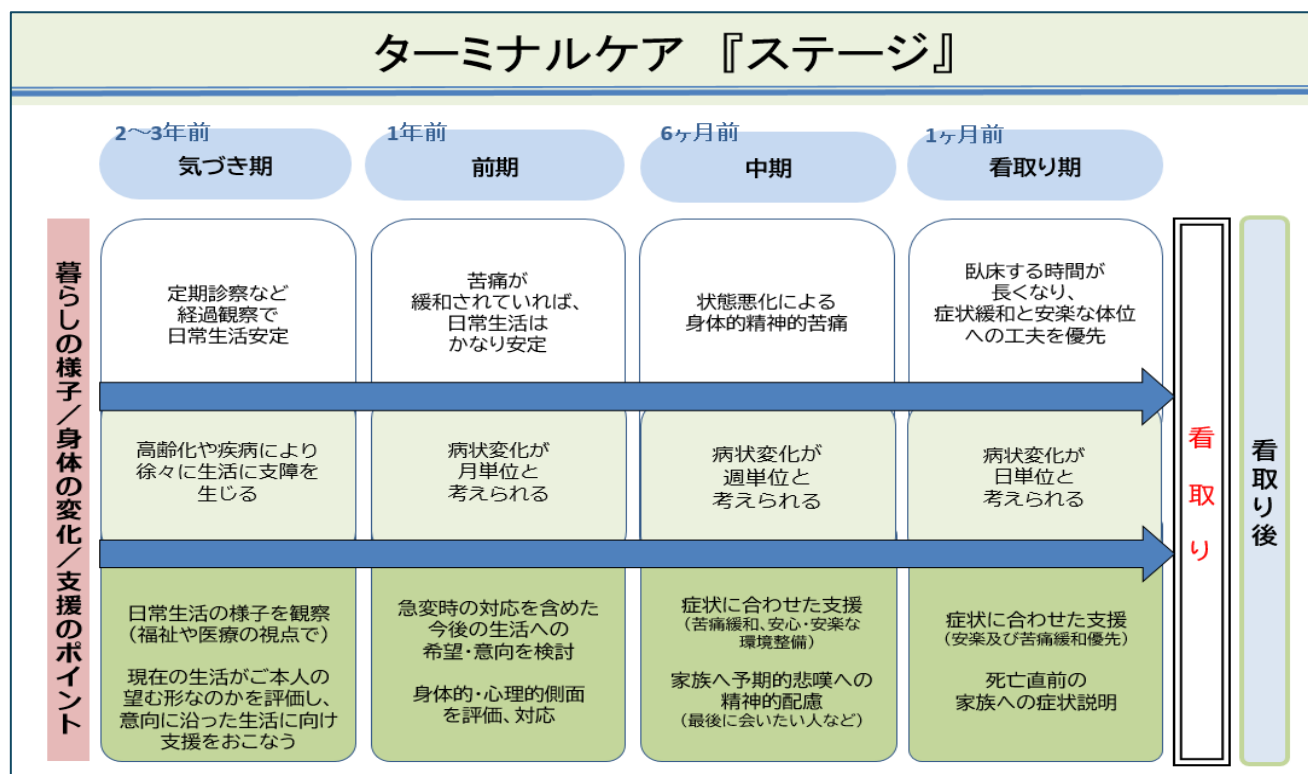 ターミナルケア 『ステージ』
2～3年前
気づき期
1年前
前期
6ヶ月前
中期
1ヶ月前
看取り期
暮らしの様子／身体の変化／支援のポイント
定期診察など
経過観察で
日常生活安定
苦痛が
緩和されていれば、
日常生活は
かなり安定
状態悪化による
身体的精神的苦痛
臥床する時間が
長くなり、
症状緩和と安楽な体位
への工夫を優先
高齢化や疾病により
徐々に生活に支障を
生じる
病状変化が
月単位と
考えられる
病状変化が
週単位と
考えられる
病状変化が
日単位と
考えられる
日常生活の様子を観察
（福祉や医療の視点で）
現在の生活がご本人の
望む形なのかを評価し、
意向に沿った生活に向け
支援をおこなう
急変時の対応を含めた
今後の生活への
希望・意向を検討
身体的・心理的側面
を評価、対応
症状に合わせた支援
（苦痛緩和、安心・安楽な
環境整備）
家族へ予期的悲嘆への
精神的配慮
（最後に会いたい人など）
症状に合わせた支援
（安楽及び苦痛緩和優先）
死亡直前の
家族への症状説明
看取り
看取り後